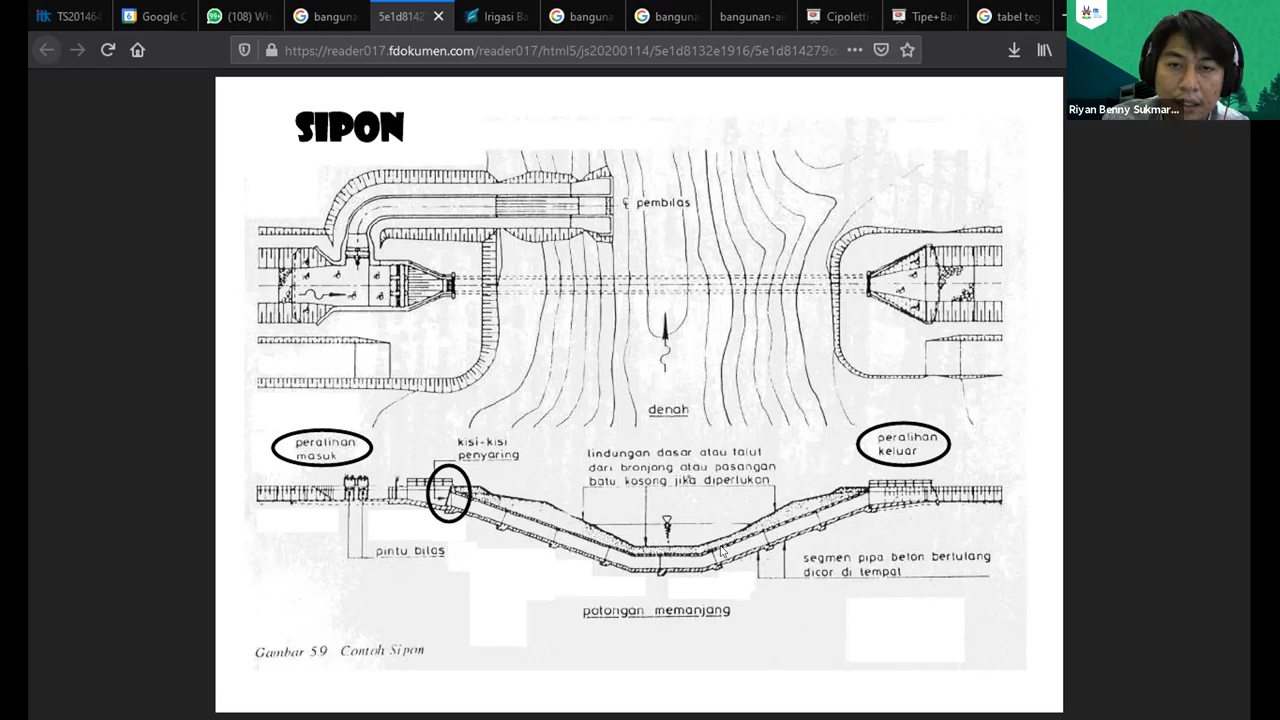 TS201464
Google C
(108) Wh
banguna
5e1d8142
Irigasi Ba
banguna
banguna
bangunan-ai
Cipoletti
Tipe+Ban
tabel teg
https://reader017.fdokumen.com/reader017/html5/js20200114/5e1d8132e1916/5e1d814279
Riyan Benny Sukmar...
SIPON
℄ pembilas
denah
peralihan
masuk
kisi-kisi
penyaring
lindungan dasar atau talut
dari bronjong atau pasangan
batu kosong jika diperlukan
peralihan
keluar
pintu bilas
segmen pipa beton bertulang
dicor di tempat
potongan memanjang
Gambar 5.9 Contoh Sipon